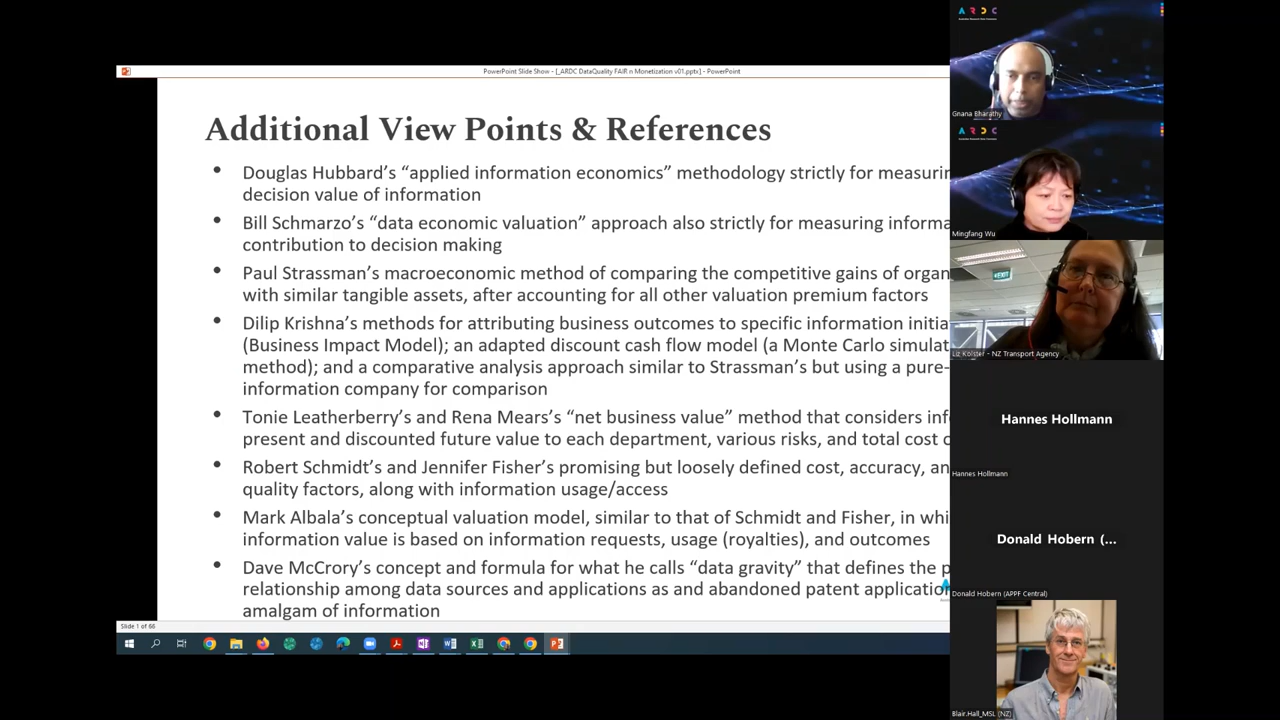 PowerPoint Slide Show - [_ARDC DataQuality FAIR n Monetization v01.pptx] - PowerPoint
Additional View Points & References
• Douglas Hubbard's “applied information economics” methodology strictly for measurin
decision value of information
• Bill Schmarzo's “data economic valuation” approach also strictly for measuring informa
contribution to decision making
• Paul Strassman's macroeconomic method of comparing the competitive gains of organ
with similar tangible assets, after accounting for all other valuation premium factors
• Dilip Krishna's methods for attributing business outcomes to specific information initia
(Business Impact Model); an adapted discount cash flow model (a Monte Carlo simulat
method); and a comparative analysis approach similar to Strassman's but using a pure-
information company for comparison
• Tonie Leatherberry's and Rena Mears's “net business value” method that considers info
present and discounted future value to each department, various risks, and total cost o
• Robert Schmidt's and Jennifer Fisher's promising but loosely defined cost, accuracy, an
quality factors, along with information usage/access
• Mark Albala's conceptual valuation model, similar to that of Schmidt and Fisher, in whi
information value is based on information requests, usage (royalties), and outcomes
• Dave McCrory's concept and formula for what he calls “data gravity” that defines the p
relationship among data sources and applications as and abandoned patent application
amalgam of information
Slide 1 of 66
ARDC
Gnana Bharathy
ARDC
Mingfang Wu
EXIT
Liz Kolster - NZ Transport Agency
Hannes Hollmann
Hannes Hollmann
Donald Hobern (...
Donald Hobern (APPF Central)
Blair.Hall_MSL (NZ)